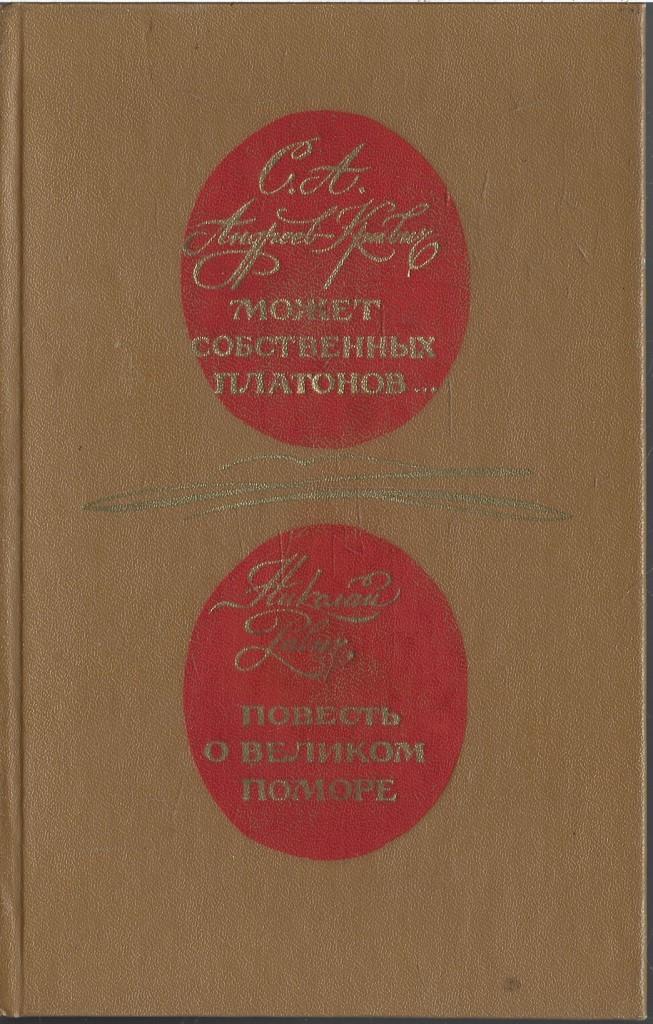 С. А.
Андреев-Кривич
МОЖЕТ
СОБСТВЕННЫХ
ПЛАТОНОВ...
Николай
Равич
ПОВЕСТЬ
О ВЕЛИКОМ
ПОМОРЕ